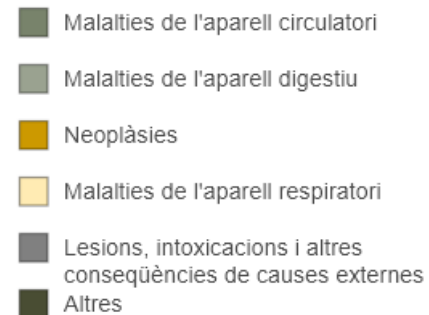 Malalties de l'aparell circulatori
Malalties de l'aparell digestiu
Neoplàsies
Malalties de l'aparell respiratori
Lesions, intoxicacions i altres
conseqüències de causes externes
Altres